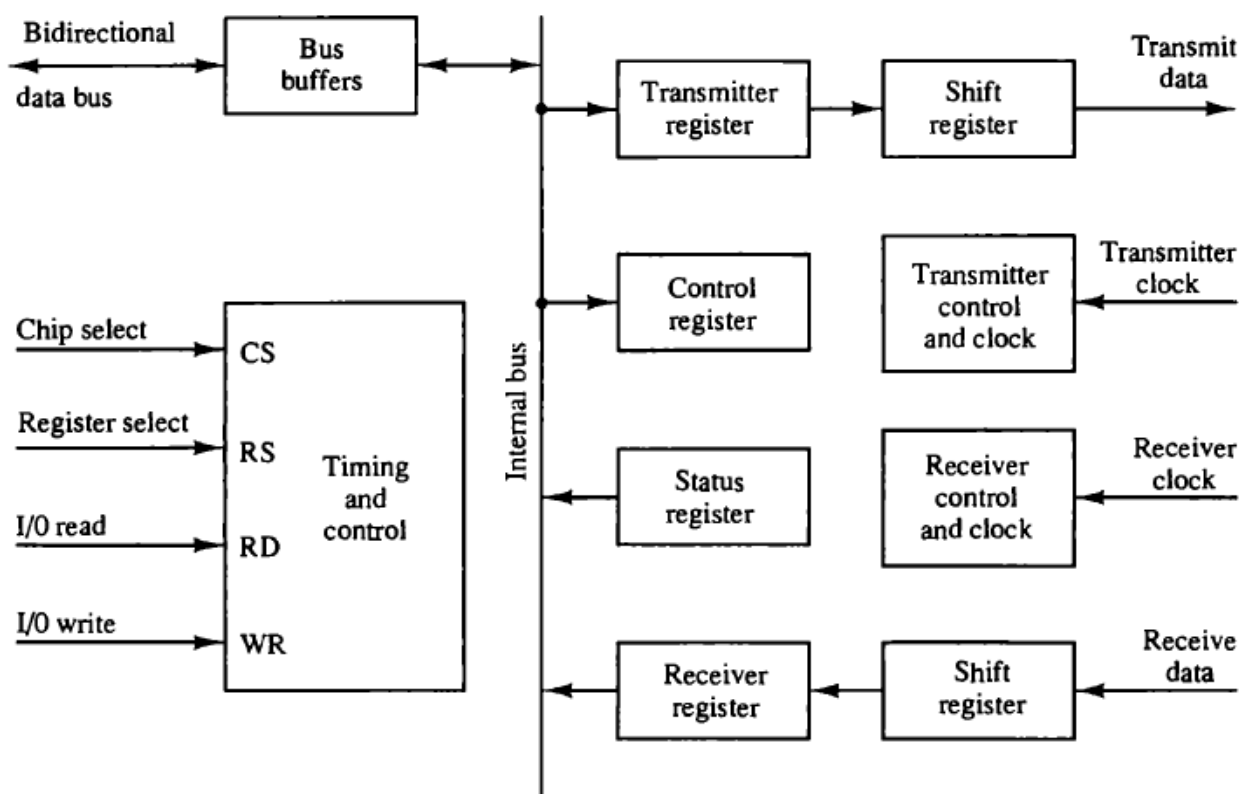 Bidirectional
data bus
Bus
buffers
Transmitter
register
Shift
register
Transmit
data
Control
register
Transmitter
control
and clock
Transmitter
clock
Chip select
CS
Register select
RS
I/O read
RD
I/O write
WR
Timing
and
control
Internal bus
Status
register
Receiver
control
and clock
Receiver
clock
Receiver
register
Shift
register
Receive
data